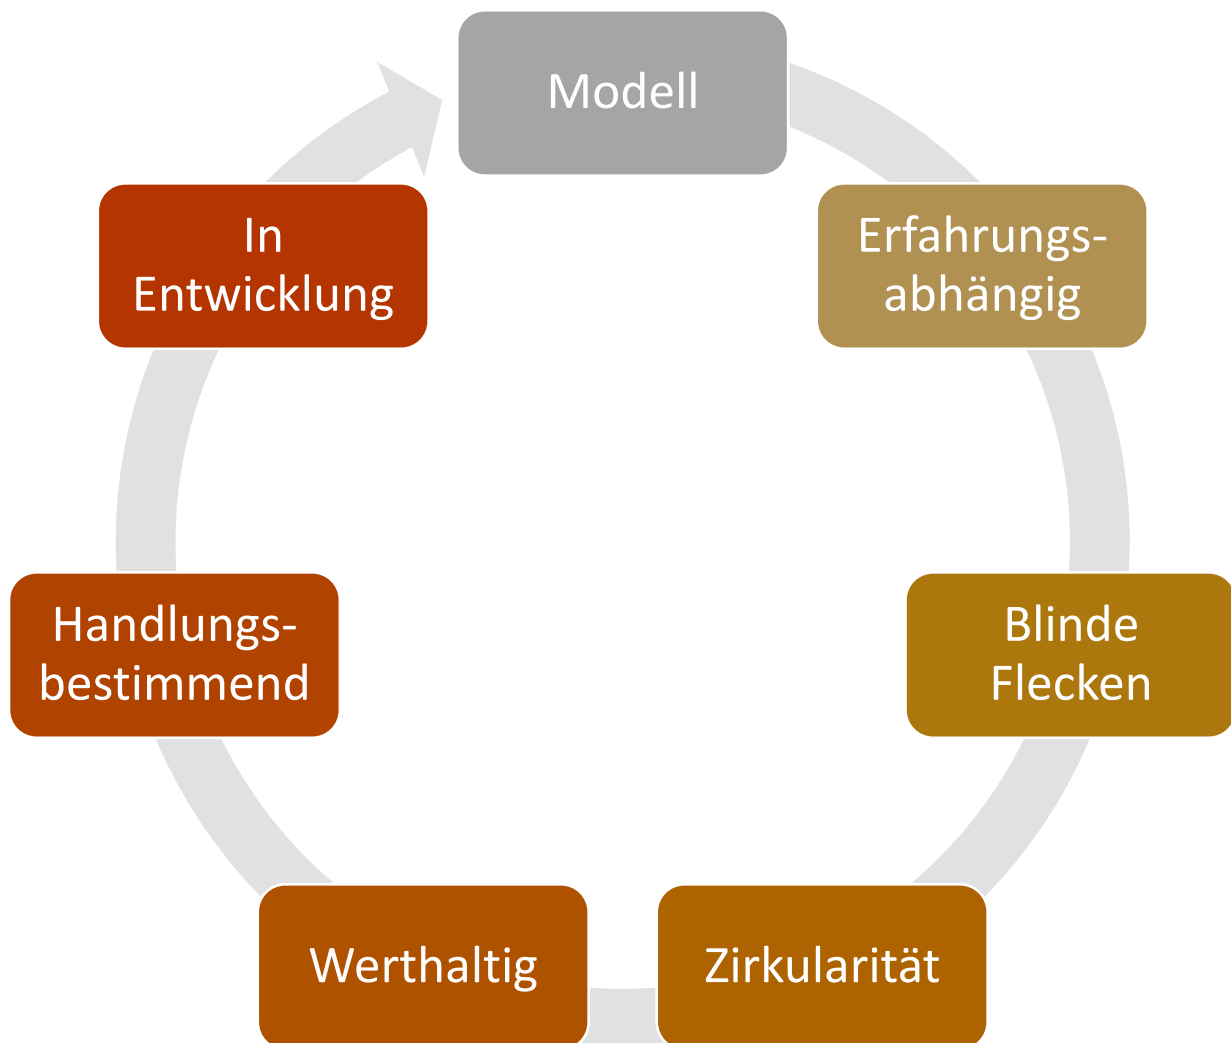 Modell
Erfahrungs-
abhängig
Blinde
Flecken
Zirkularität
Werthaltig
Handlungs-
bestimmend
In
Entwicklung